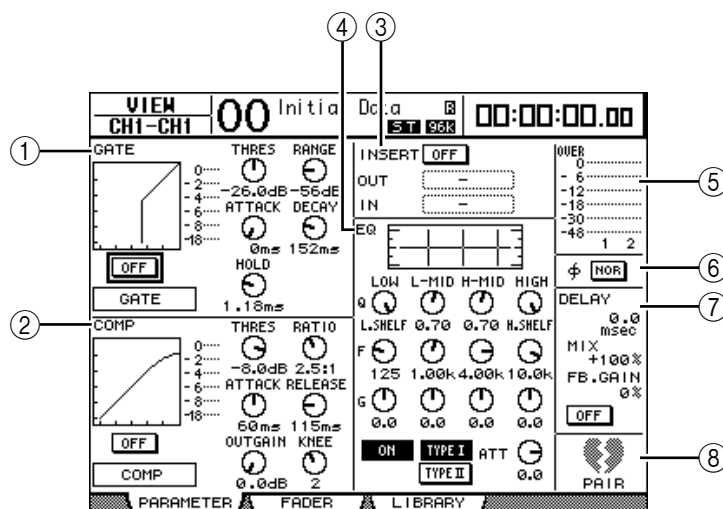 ④ ③
VIEW
CH1-CH1
00 Initial Data R
ST 96k
00:00:00.00
①
GATE
THRES RANGE
0
-2
-4
-6
-8
-18
-26.0dB -56dB
ATTACK DECAY
0ms 152ms
HOLD
1.18ms
OFF
GATE
②
COMP
THRES RATIO
0
-2
-4
-6
-8
-18
-8.0dB 2.5:1
ATTACK RELEASE
60ms 115ms
OUTGAIN KNEE
0.0dB 2
OFF
COMP
INSERT OFF
OUT -
IN -
EQ
LOW L-MID H-MID HIGH
Q
L.SHELF 0.70 0.70 H.SHELF
F
125 1.00k 4.00k 10.0k
G
0.0 0.0 0.0 0.0
ON TYPE I ATT
TYPE II 0.0
OVER
0
-6
-12
-18
-30
-48
1 2
⑤
φ NOR
⑥
DELAY
⑦
0.0
msec
MIX
+100%
FB.GAIN
0%
OFF
⑧
PAIR
PARAMETER FADER LIBRARY